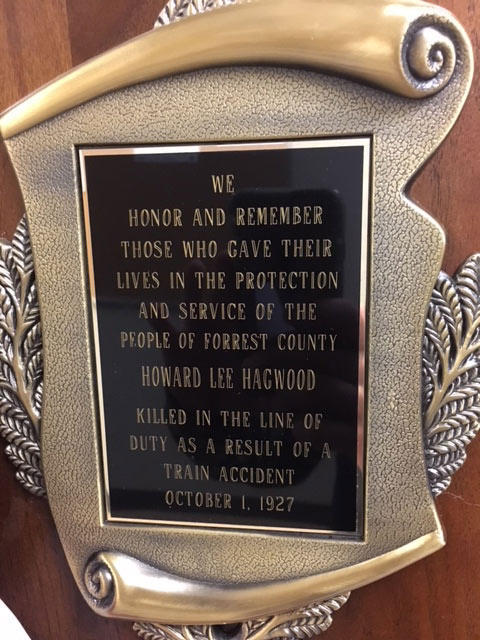 WE
HONOR AND REMEMBER
THOSE WHO GAVE THEIR
LIVES IN THE PROTECTION
AND SERVICE OF THE
PEOPLE OF FORREST COUNTY
HOWARD LEE HAGWOOD
KILLED IN THE LINE OF
DUTY AS A RESULT OF A
TRAIN ACCIDENT
OCTOBER 1, 1927